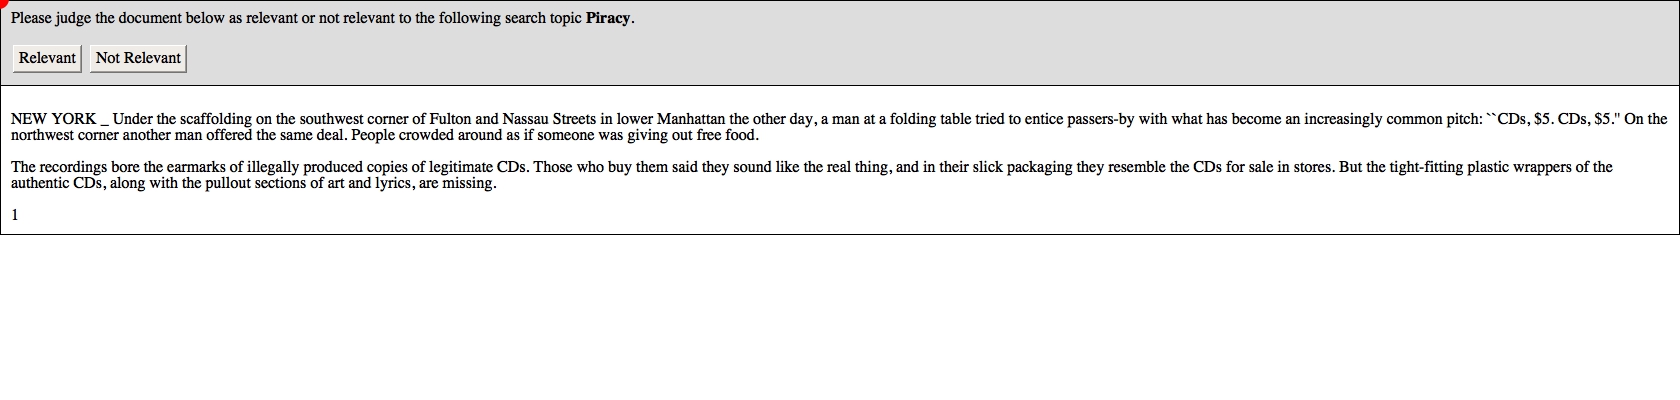 Please judge the document below as relevant or not relevant to the following search topic Piracy.
Relevant Not Relevant
NEW YORK _ Under the scaffolding on the southwest corner of Fulton and Nassau Streets in lower Manhattan the other day, a man at a folding table tried to entice passers-by with what has become an increasingly common pitch: ``CDs, $5. CDs, $5.'' On the
northwest corner another man offered the same deal. People crowded around as if someone was giving out free food.
The recordings bore the earmarks of illegally produced copies of legitimate CDs. Those who buy them said they sound like the real thing, and in their slick packaging they resemble the CDs for sale in stores. But the tight-fitting plastic wrappers of the
authentic CDs, along with the pullout sections of art and lyrics, are missing.
1